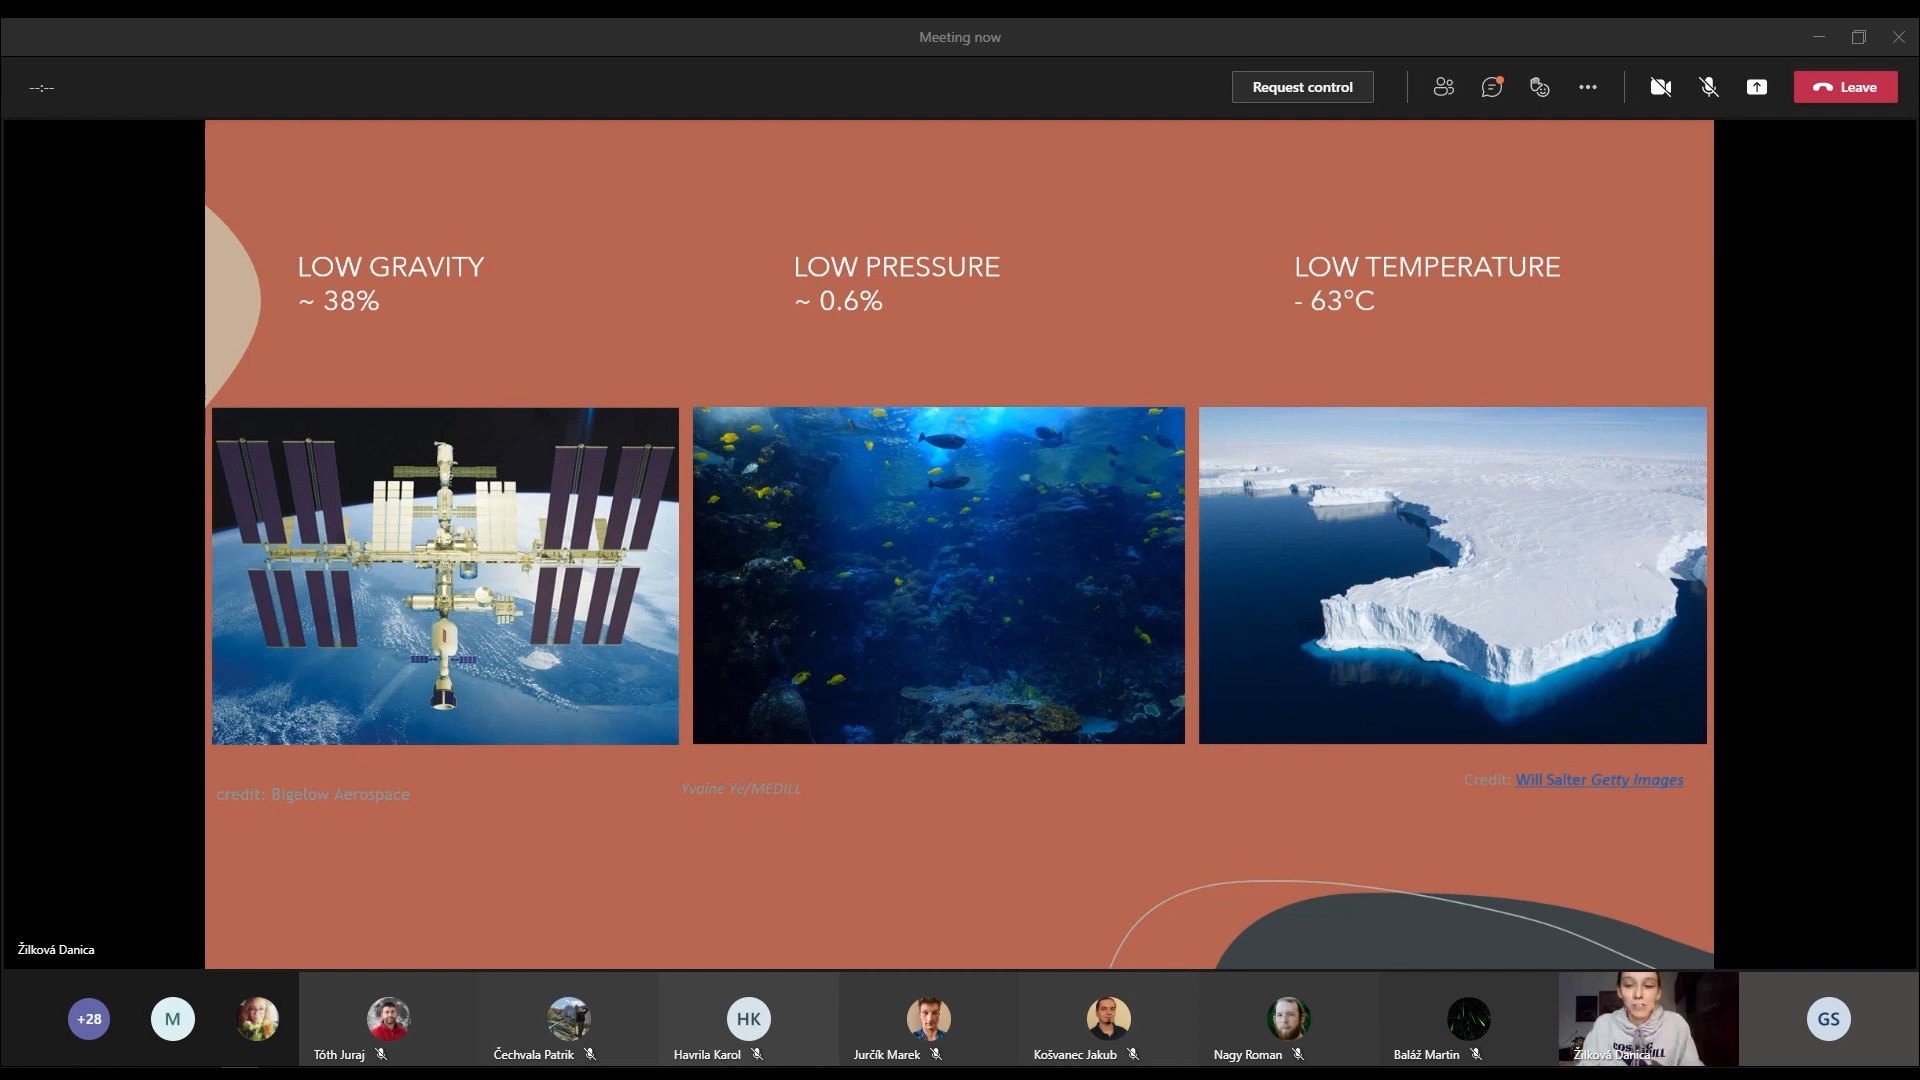 Meeting now
--:--
Request control
Leave
LOW GRAVITY
~ 38%
LOW PRESSURE
~ 0.6%
LOW TEMPERATURE
- 63°C
credit: Bigelow Aerospace
Yvaine Ye/MEDILL
Credit: Will Salter Getty Images
Žilková Danica
+28
M
Tóth Juraj
Čechvala Patrik
HK
Havrila Karol
Jurčík Marek
Košvanec Jakub
Nagy Roman
Baláž Martin
Žilková Danica
GS